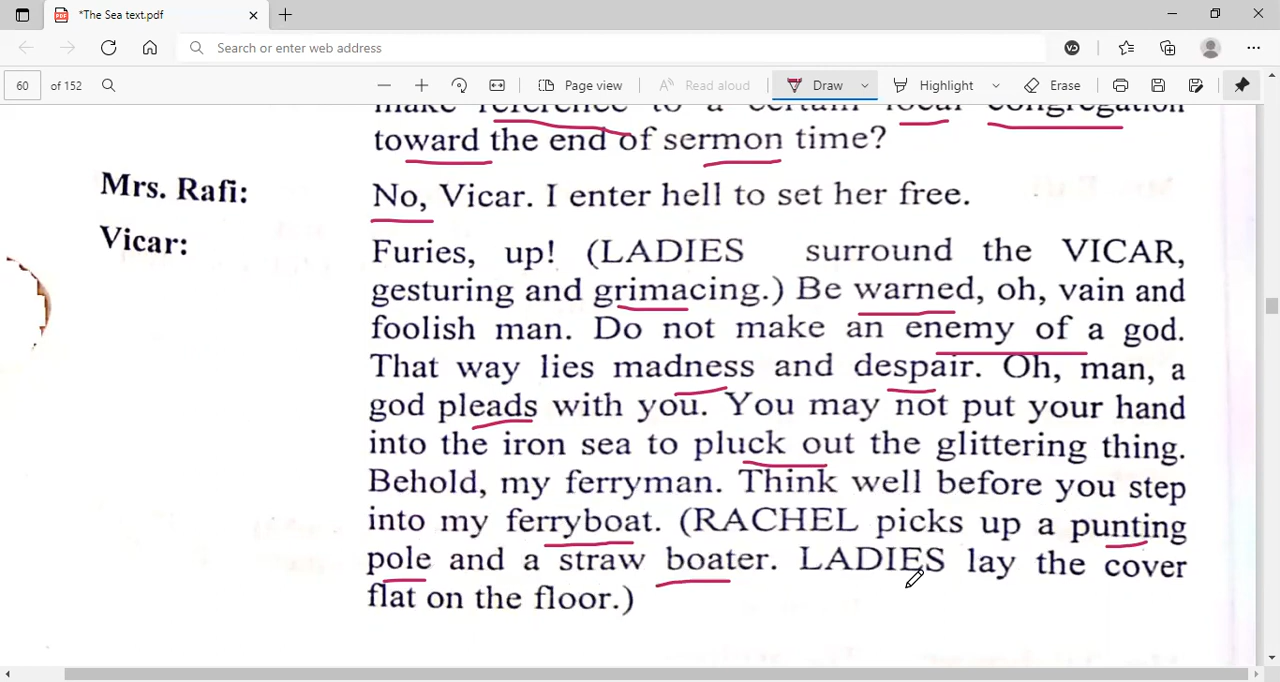 *The Sea text.pdf
Search or enter web address
60 of 152 Page view Read aloud Draw Highlight Erase
make reference to a certain local congregation
toward the end of sermon time?
Mrs. Rafi: No, Vicar. I enter hell to set her free.
Vicar: Furies, up! (LADIES surround the VICAR,
gesturing and grimacing.) Be warned, oh, vain and
foolish man. Do not make an enemy of a god.
That way lies madness and despair. Oh, man, a
god pleads with you. You may not put your hand
into the iron sea to pluck out the glittering thing.
Behold, my ferryman. Think well before you step
into my ferryboat. (RACHEL picks up a punting
pole and a straw boater. LADIES lay the cover
flat on the floor.)